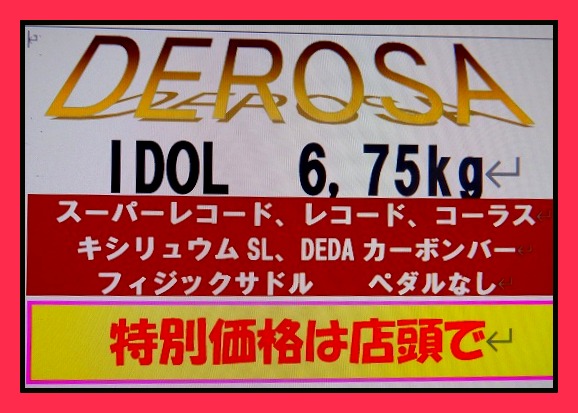 DEROSA
IDOL 6,75kg
スーパーレコード、レコード、コーラス
キシリュウムSL、DEDAカーボンバー
フィジックサドル ペダルなし
特別価格は店頭で